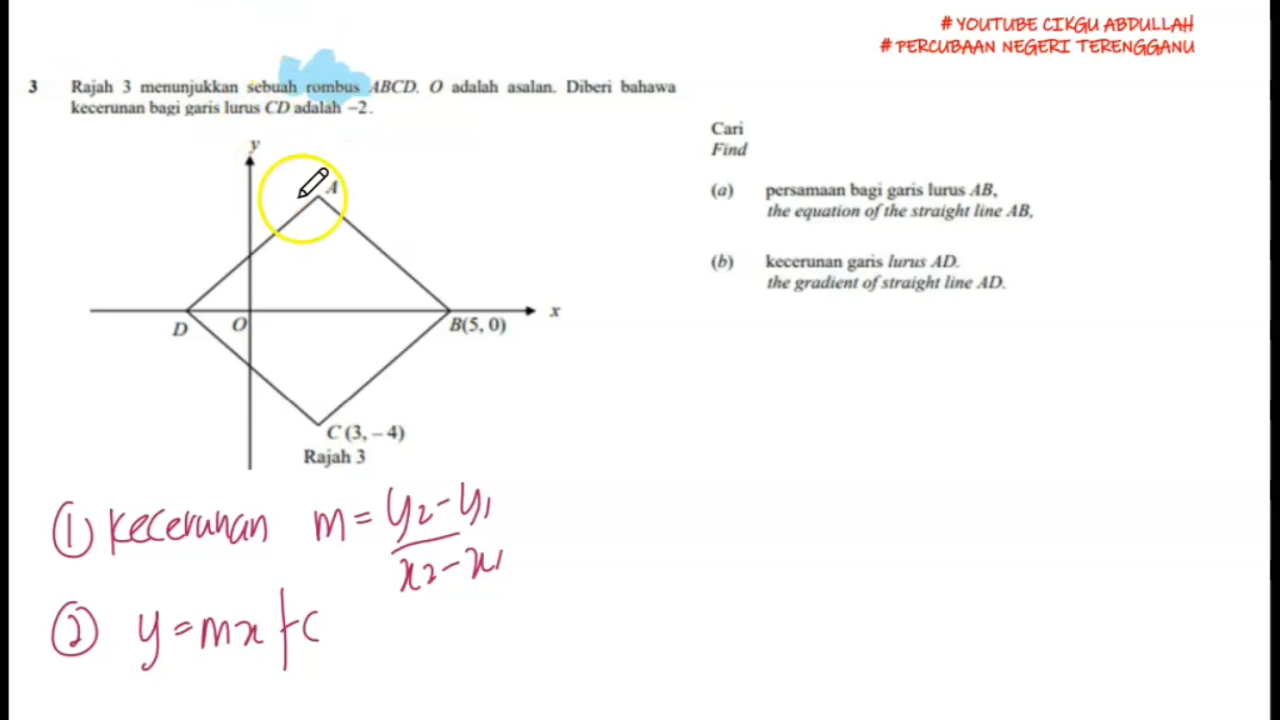 # YOUTUBE CIKGU ABDULLAH
# PERCUBAAN NEGERI TERENGGANU
3 Rajah 3 menunjukkan sebuah rombus ABCD. O adalah asalan. Diberi bahawa
kecerunan bagi garis lurus CD adalah –2.
y
A
D
O
B(5, 0)
x
C (3, – 4)
Rajah 3
Cari
Find
(a) persamaan bagi garis lurus AB,
the equation of the straight line AB,
(b) kecerunan garis lurus AD.
the gradient of straight line AD.
① Kecerunan m = y₂ - y₁ / x₂ - x₁
② y = mx + c